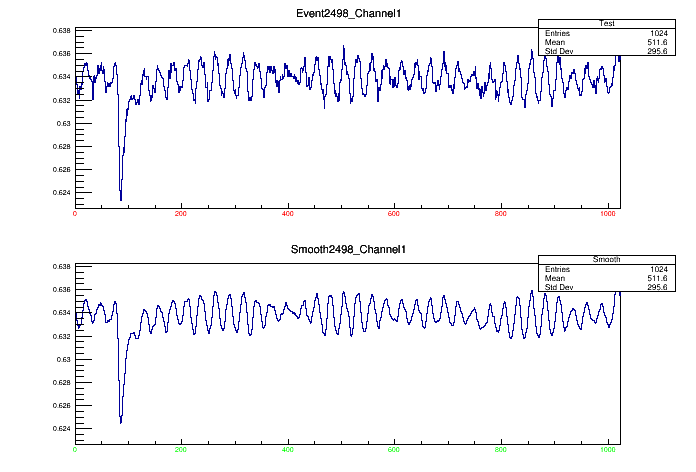 Event2498_Channel1
Test
Entries 1024
Mean 511.6
Std Dev 295.6
0.638
0.636
0.634
0.632
0.63
0.628
0.626
0.624
0 200 400 600 800 1000
Smooth2498_Channel1
Smooth
Entries 1024
Mean 511.6
Std Dev 295.6
0.638
0.636
0.634
0.632
0.63
0.628
0.626
0.624
0 200 400 600 800 1000